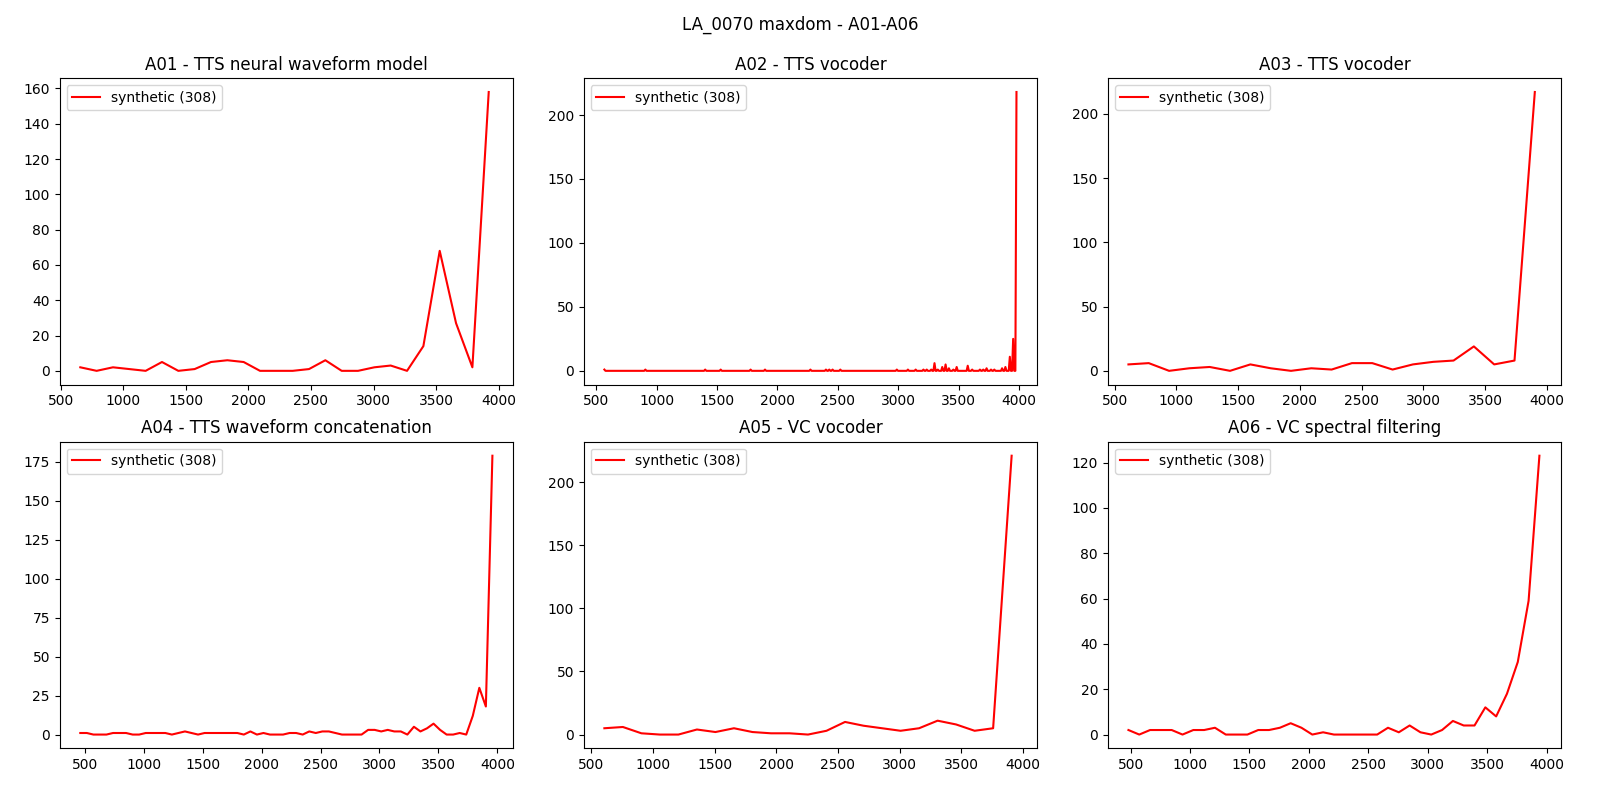 LA_0070 maxdom - A01-A06
A01 - TTS neural waveform model
synthetic (308)
160
140
120
100
80
60
40
20
0
500 1000 1500 2000 2500 3000 3500 4000
A02 - TTS vocoder
synthetic (308)
200
150
100
50
0
500 1000 1500 2000 2500 3000 3500 4000
A03 - TTS vocoder
synthetic (308)
200
150
100
50
0
500 1000 1500 2000 2500 3000 3500 4000
A04 - TTS waveform concatenation
synthetic (308)
175
150
125
100
75
50
25
0
500 1000 1500 2000 2500 3000 3500 4000
A05 - VC vocoder
synthetic (308)
200
150
100
50
0
500 1000 1500 2000 2500 3000 3500 4000
A06 - VC spectral filtering
synthetic (308)
120
100
80
60
40
20
0
500 1000 1500 2000 2500 3000 3500 4000